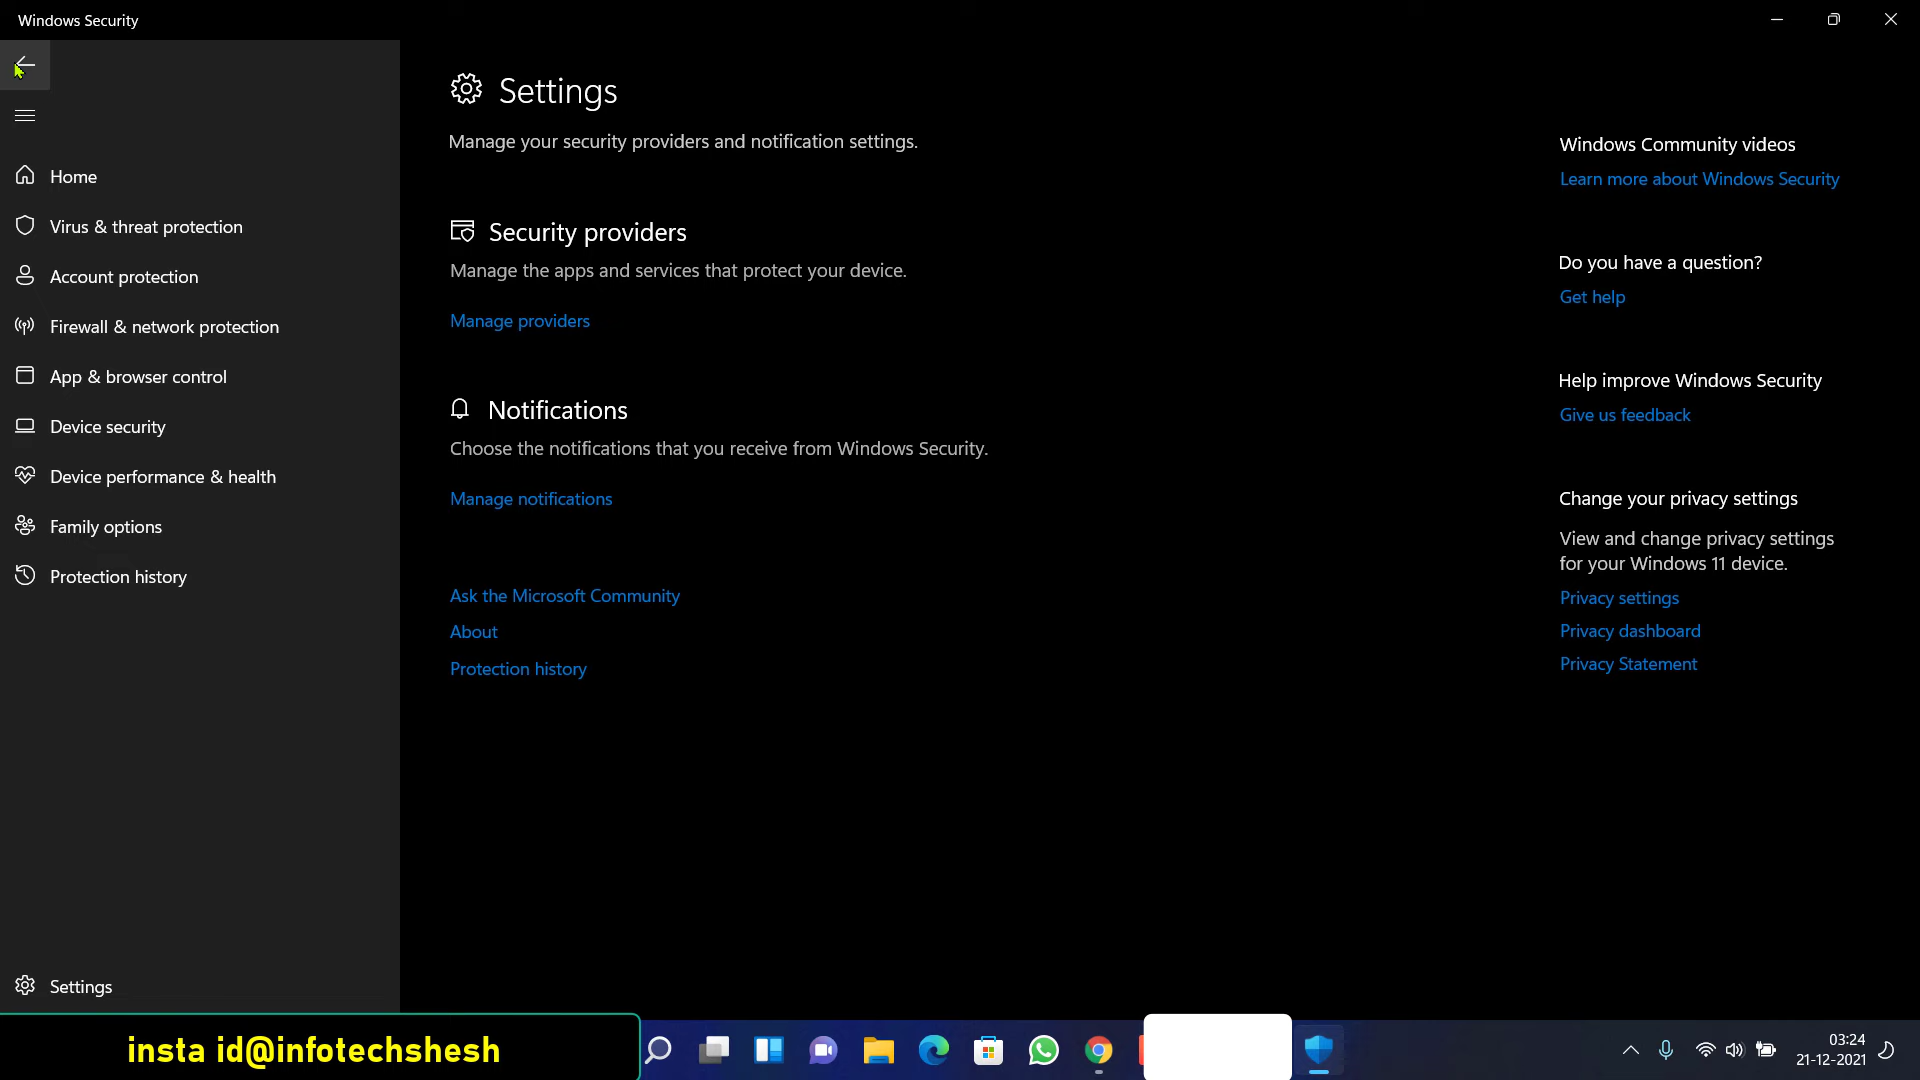 Windows Security
Home
Virus & threat protection
Account protection
Firewall & network protection
App & browser control
Device security
Device performance & health
Family options
Protection history
Settings
Settings
Manage your security providers and notification settings.
Security providers
Manage the apps and services that protect your device.
Manage providers
Notifications
Choose the notifications that you receive from Windows Security.
Manage notifications
Ask the Microsoft Community
About
Protection history
Windows Community videos
Learn more about Windows Security
Do you have a question?
Get help
Help improve Windows Security
Give us feedback
Change your privacy settings
View and change privacy settings
for your Windows 11 device.
Privacy settings
Privacy dashboard
Privacy Statement
insta id@infotechshesh
03:24
21-12-2021